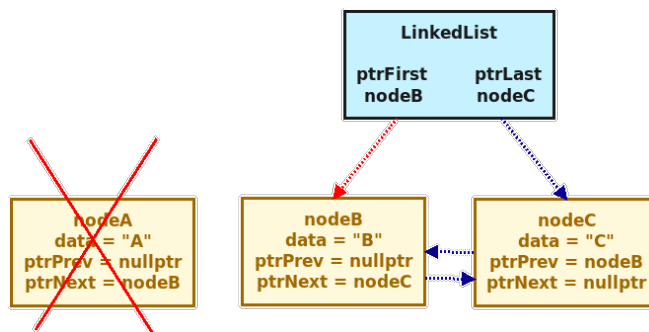 LinkedList
ptrFirst ptrLast
nodeB nodeC
nodeA
data = "A"
ptrPrev = nullptr
ptrNext = nodeB
nodeB
data = "B"
ptrPrev = nullptr
ptrNext = nodeC
nodeC
data = "C"
ptrPrev = nodeB
ptrNext = nullptr